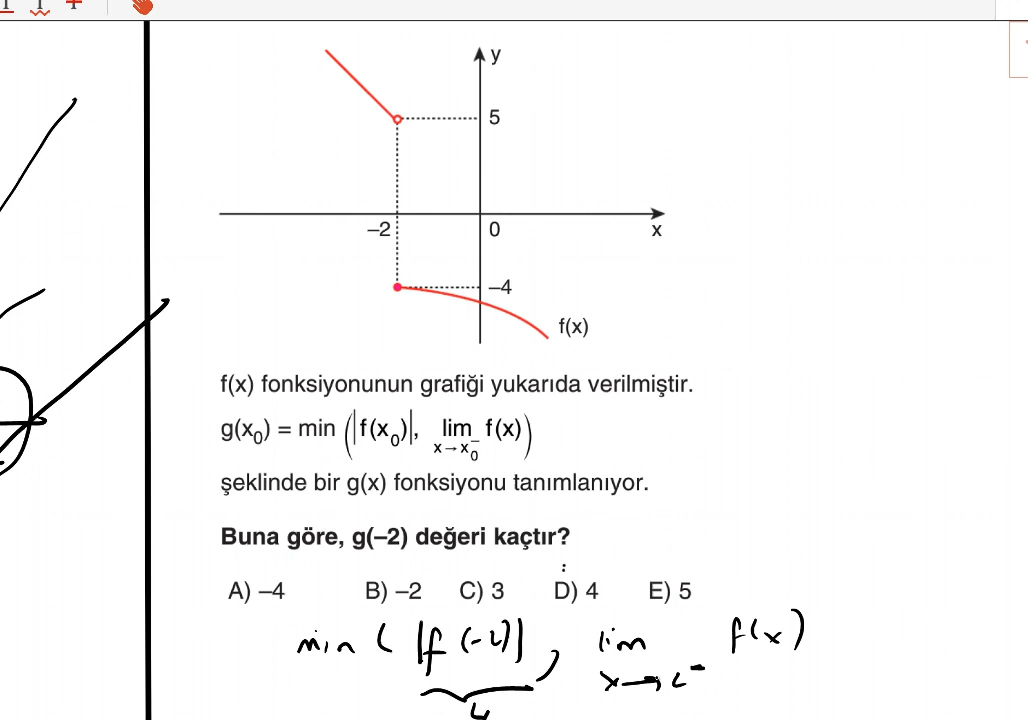 y
5
–2 0 x
–4
f(x)
f(x) fonksiyonunun grafiği yukarıda verilmiştir.
g(x₀) = min (|f(x₀)|, lim x→x₀⁻ f(x))
şeklinde bir g(x) fonksiyonu tanımlanıyor.
Buna göre, g(–2) değeri kaçtır?
A) –4 B) –2 C) 3 D) 4 E) 5
min ( |f(-2)| , lim f(x)
x→2⁻
4